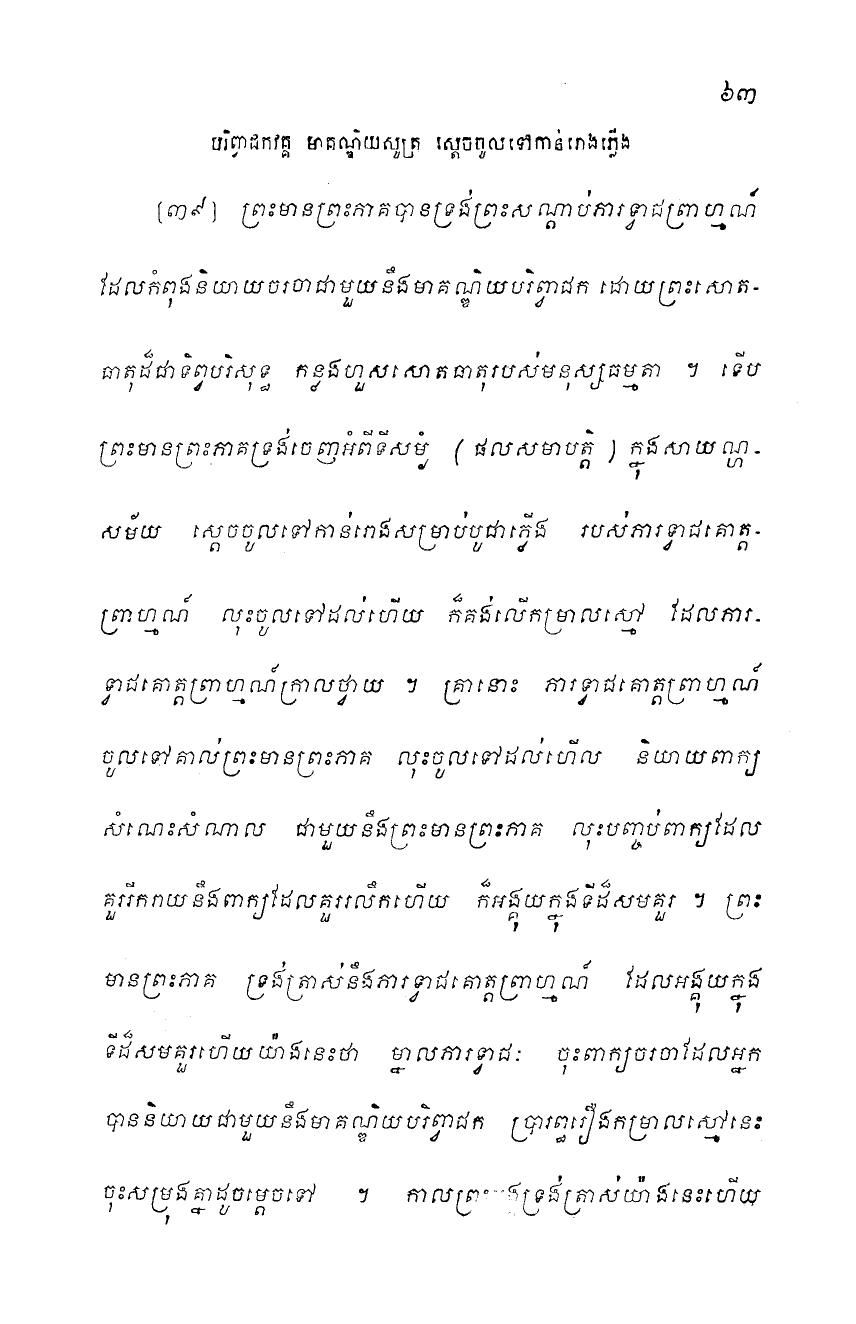 ៦៣
បរិព្វាជកវគ្គ មាគណ្ឌិយសូត្រ ស្តេចចូលទៅកាន់រោងភ្លើង
[៣៩] ព្រះមានព្រះភាគបានទ្រង់ព្រះសណ្តាប់ភារទ្វាជព្រាហ្មណ៍
ដែលកំពុងនិយាយចរចាជាមួយនឹងមាគណ្ឌិយបរិព្វាជក ដោយព្រះសោត-
ធាតុដ៏ជាទិព្វបរិសុទ្ធ កន្លងហួសសោតធាតុរបស់មនុស្សធម្មតា ។ ទើប
ព្រះមានព្រះភាគទ្រង់ចេញអំពីទីសម្ងំ ( ផលសមាបត្តិ ) ក្នុងសាយណ្ហ-
សម័យ ស្តេចចូលទៅកាន់រោងសម្រាប់បូជាភ្លើង របស់ភារទ្វាជគោត្ត-
ព្រាហ្មណ៍ លុះចូលទៅដល់ហើយ ក៏គង់លើកម្រាលស្មៅ ដែលភារ-
ទ្វាជគោត្តព្រាហ្មណ៍ក្រាលថ្វាយ ។ គ្រានោះ ភារទ្វាជគោត្តព្រាហ្មណ៍
ចូលទៅគាល់ព្រះមានព្រះភាគ លុះចូលទៅដល់ហើល និយាយពាក្យ
សំណេះសំណាល ជាមួយនឹងព្រះមានព្រះភាគ លុះបញ្ចប់ពាក្យដែល
គួររីករាយនឹងពាក្យដែលគួររលឹកហើយ ក៏អង្គុយក្នុងទីដ៏សមគួរ ។ ព្រះ
មានព្រះភាគ ទ្រង់ត្រាស់នឹងភារទ្វាជគោត្តព្រាហ្មណ៍ ដែលអង្គុយក្នុង
ទីដ៏សមគួរហើយយ៉ាងនេះថា ម្នាលភារទ្វាជៈ ចុះពាក្យចរចាដែលអ្នក
បាននិយាយជាមួយនឹងមាគណ្ឌិយបរិព្វាជក ប្រារព្ធរឿងកម្រាលស្មៅនេះ
ចុះសម្រុងគ្នាដូចម្តេចទៅ ។ កាលព្រះអង្គទ្រង់ត្រាស់យ៉ាងនេះហើយ